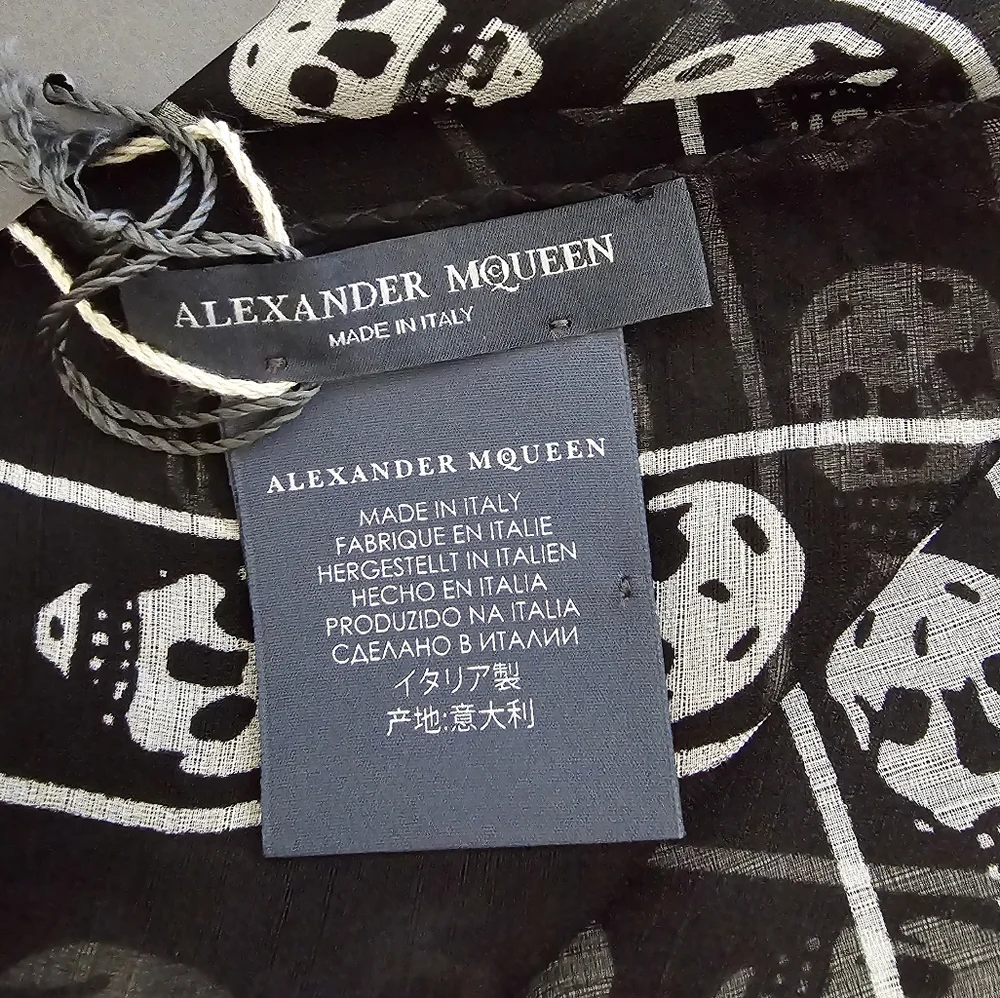 ALEXANDER MQUEEN
MADE IN ITALY
ALEXANDER MQUEEN
MADE IN ITALY
FABRIQUE EN ITALIE
HERGESTELLT IN ITALIEN
HECHO EN ITALIA
PRODUZIDO NA ITALIA
СДЕЛАНО В ИТАЛИИ
イタリア製
产地:意大利